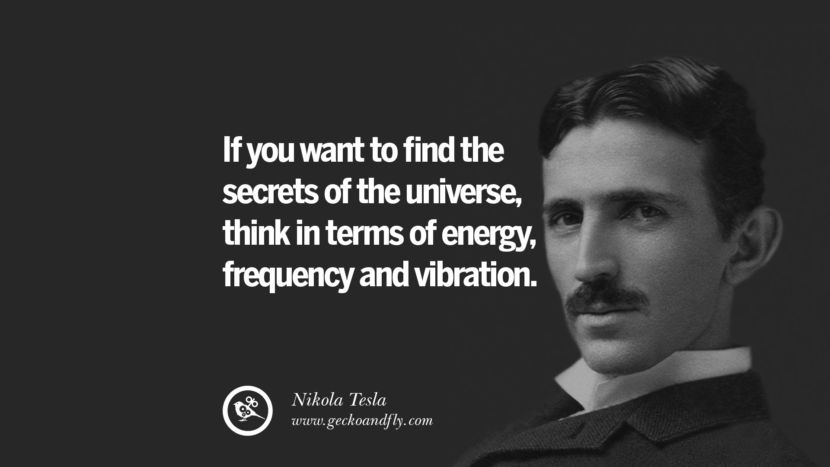 If you want to find the
secrets of the universe,
think in terms of energy,
frequency and vibration.
Nikola Tesla
www.geckoandfly.com